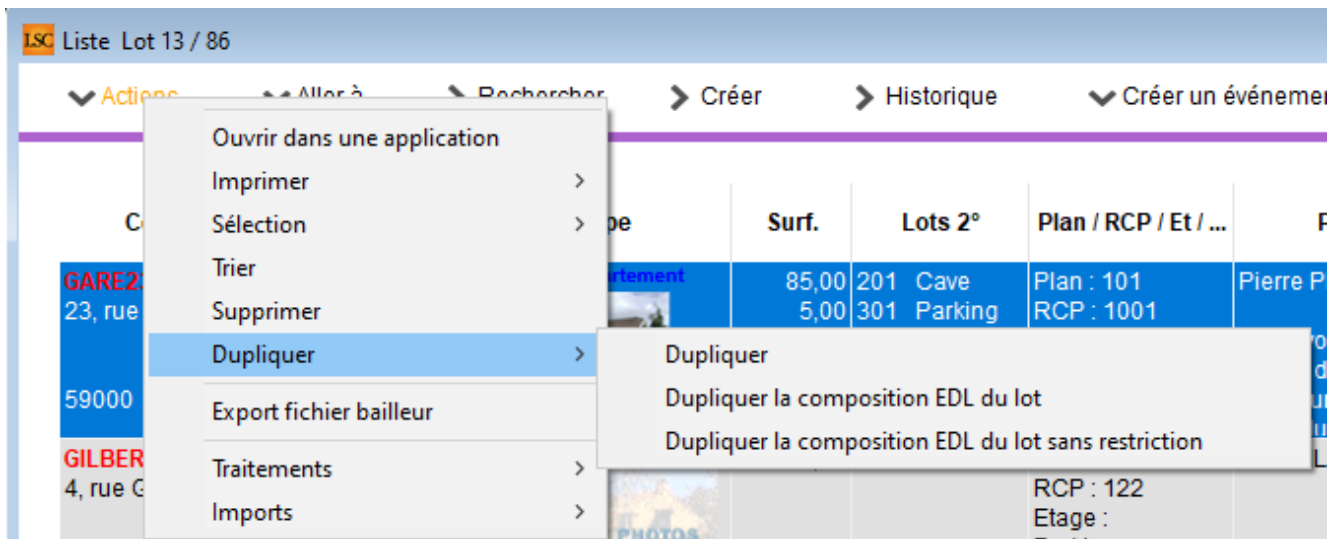 LSC Liste Lot 13 / 86
Actions Aller à Rechercher Créer Historique Créer un
Ouvrir dans une application
Imprimer
Sélection
Trier
Supprimer
Dupliquer
Export fichier bailleur
Traitements
Imports
Dupliquer
Dupliquer la composition EDL du lot
Dupliquer la composition EDL du lot sans restriction
Surf. Lots 2° Plan / RCP / Et / ...
85,00 201 Cave Plan : 101 Pierre
23, rue 5,00 301 Parking RCP : 1001
59000
4, rue RCP : 122
Etage :
PHOTOS